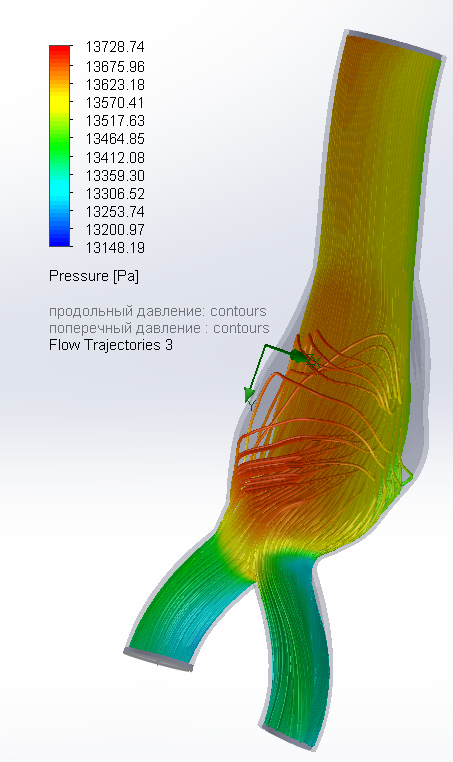 13728.74
13675.96
13623.18
13570.41
13517.63
13464.85
13412.08
13359.30
13306.52
13253.74
13200.97
13148.19
Pressure [Pa]
продольный давление: contours
поперечный давление : contours
Flow Trajectories 3
Y